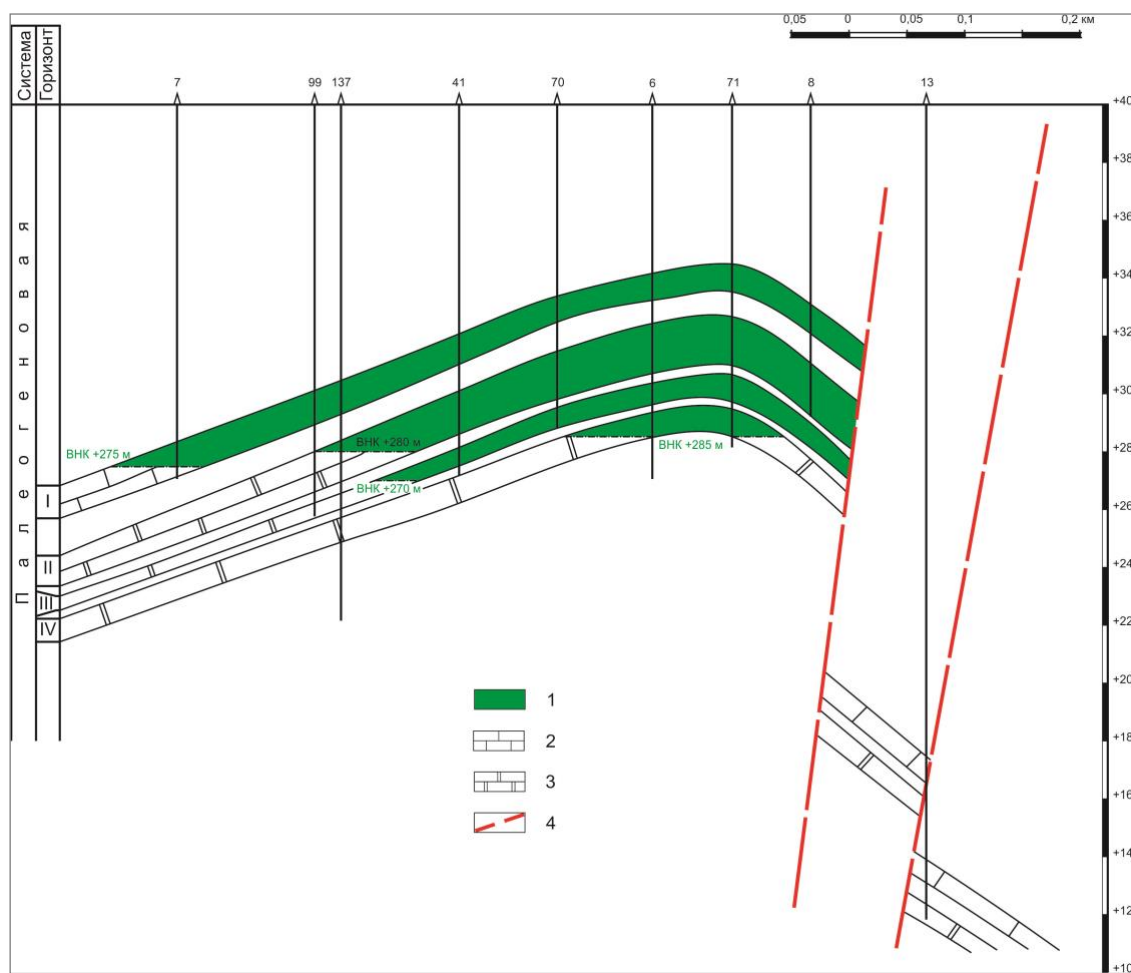 0,05 0 0,05 0,1 0,2 км
Система
Горизонт
7 99 137 41 70 6 71 8 13
+40
+38
+36
+34
+32
+30
+28
+26
+24
+22
+20
+18
+16
+14
+12
+10
Палеогеновая
ВНК +275 м
ВНК +280 м
ВНК +285 м
ВНК +270 м
I
II
III
IV
1
2
3
4